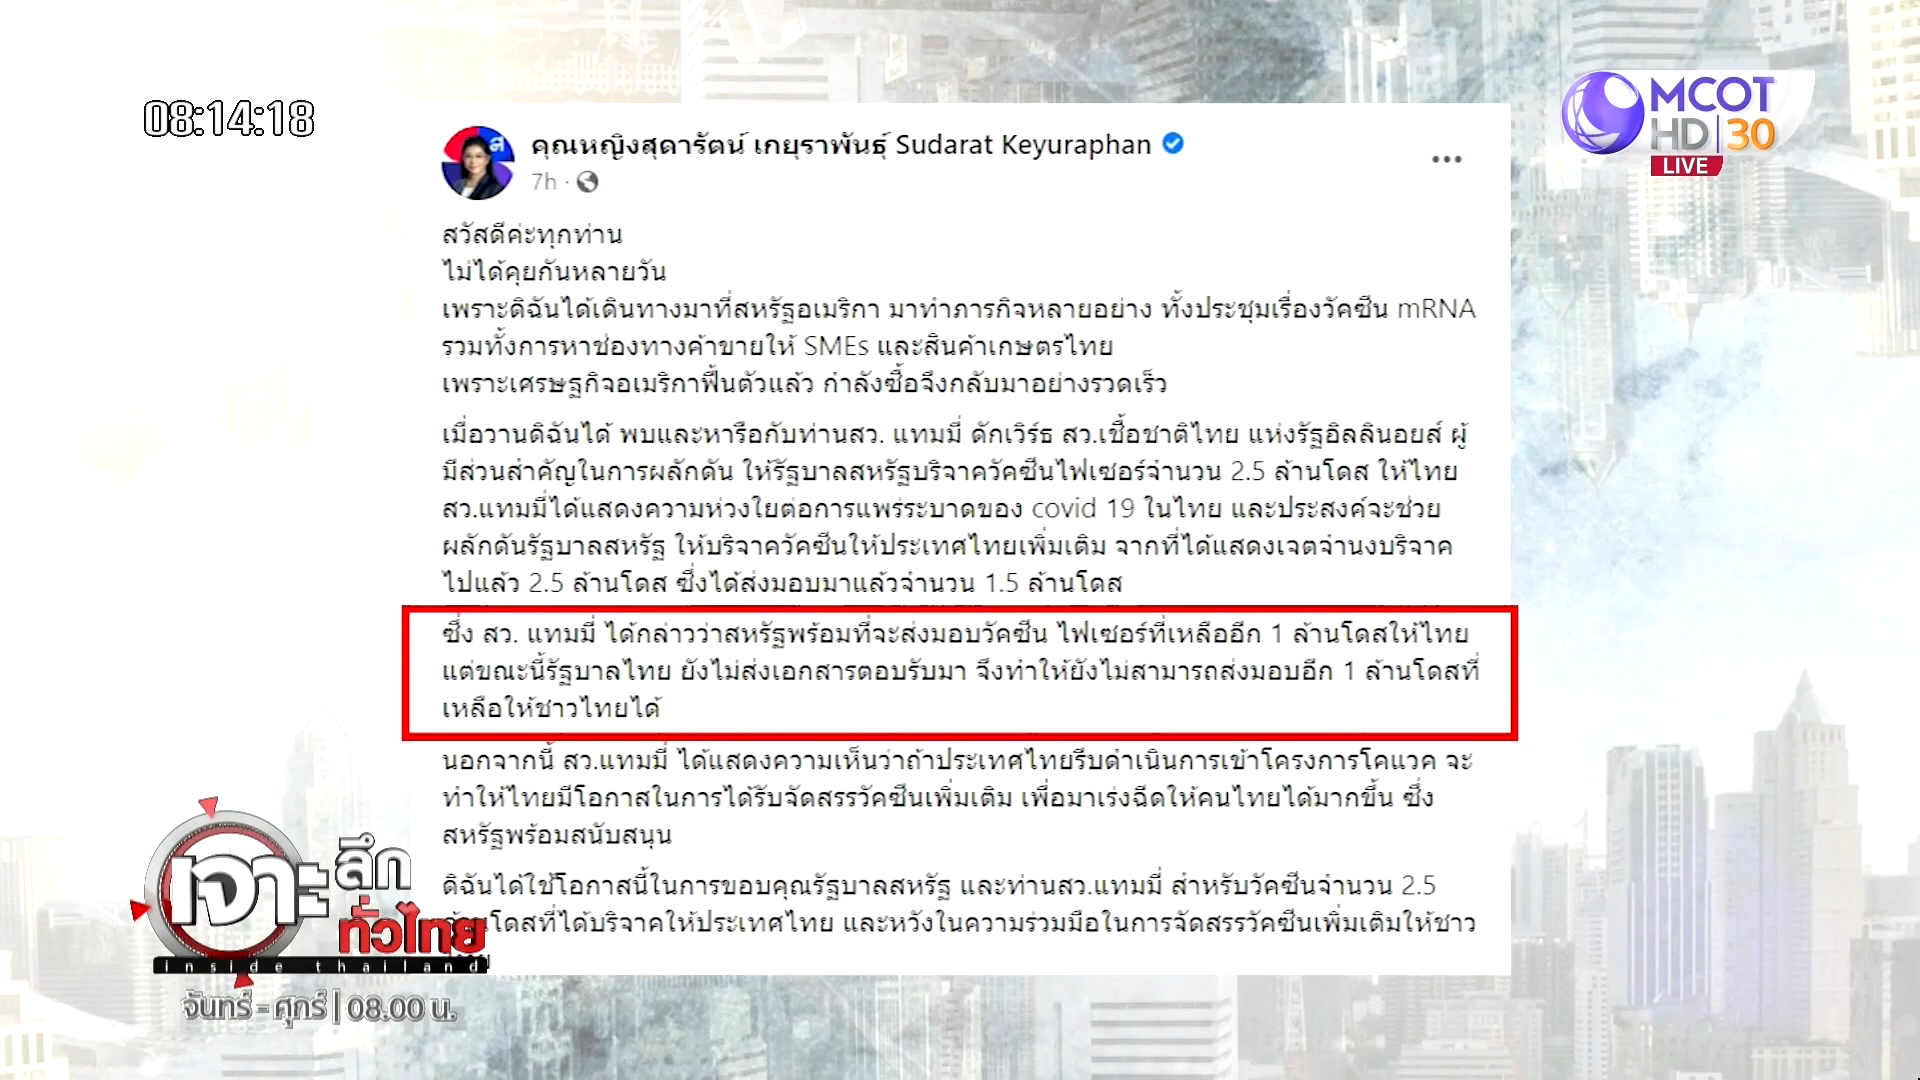 08:14:18
MCOT
HD 30
LIVE
คุณหญิงสุดารัตน์ เกยุราพันธุ์ Sudarat Keyuraphan
7h
สวัสดีค่ะทุกท่าน
ไม่ได้คุยกันหลายวัน
เพราะดิฉันได้เดินทางมาที่สหรัฐอเมริกา มาทำภารกิจหลายอย่าง ทั้งประชุมเรื่องวัคซีน mRNA
รวมทั้งการหาช่องทางค้าขายให้ SMEs และสินค้าเกษตรไทย
เพราะเศรษฐกิจอเมริกาฟื้นตัวแล้ว กำลังซื้อจึงกลับมาอย่างรวดเร็ว
เมื่อวานดิฉันได้ พบและหารือกับท่านสว. แทมมี่ ดักเวิร์ธ สว.เชื้อชาติไทย แห่งรัฐอิลลินอยส์ ผู้
มีส่วนสำคัญในการผลักดัน ให้รัฐบาลสหรัฐบริจาควัคซีนไฟเซอร์จำนวน 2.5 ล้านโดส ให้ไทย
สว.แทมมี่ได้แสดงความห่วงใยต่อการแพร่ระบาดของ covid 19 ในไทย และประสงค์จะช่วย
ผลักดันรัฐบาลสหรัฐ ให้บริจาควัคซีนให้ประเทศไทยเพิ่มเติม จากที่ได้แสดงเจตจำนงบริจาค
ไปแล้ว 2.5 ล้านโดส ซึ่งได้ส่งมอบมาแล้วจำนวน 1.5 ล้านโดส
ซึ่ง สว. แทมมี่ ได้กล่าวว่าสหรัฐพร้อมที่จะส่งมอบวัคซีน ไฟเซอร์ที่เหลืออีก 1 ล้านโดสให้ไทย
แต่ขณะนี้รัฐบาลไทย ยังไม่ส่งเอกสารตอบรับมา จึงทำให้ยังไม่สามารถส่งมอบอีก 1 ล้านโดสที่
เหลือให้ชาวไทยได้
นอกจากนี้ สว.แทมมี่ ได้แสดงความเห็นว่าถ้าประเทศไทยรีบดำเนินการเข้าโครงการโคแวค จะ
ทำให้ไทยมีโอกาสในการได้รับจัดสรรวัคซีนเพิ่มเติม เพื่อมาเร่งฉีดให้คนไทยได้มากขึ้น ซึ่ง
สหรัฐพร้อมสนับสนุน
ดิฉันได้ใช้โอกาสนี้ในการขอบคุณรัฐบาลสหรัฐ และท่านสว.แทมมี่ สำหรับวัคซีนจำนวน 2.5
ล้านโดสที่ได้บริจาคให้ประเทศไทย และหวังในความร่วมมือในการจัดสรรวัคซีนเพิ่มเติมให้ชาว
เจาะลึก
ทั่วไทย
inside thailand
จันทร์ - ศุกร์ | 08.00 น.